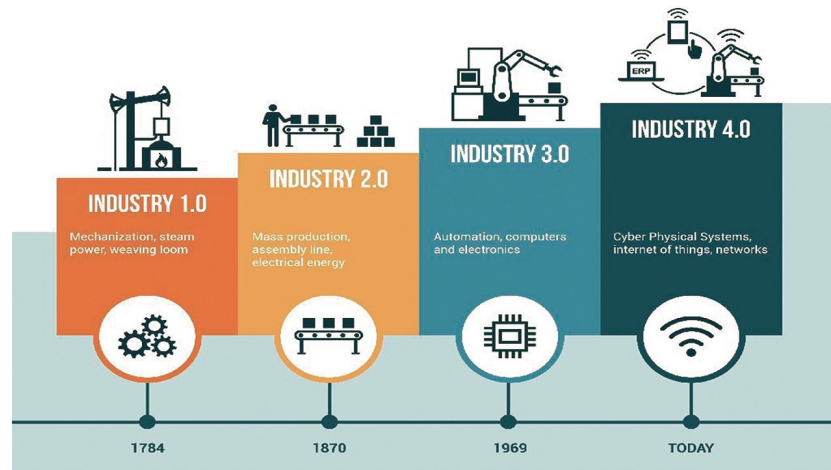 ERP
INDUSTRY 1.0
Mechanization, steam
power, weaving loom
INDUSTRY 2.0
Mass production,
assembly line,
electrical energy
INDUSTRY 3.0
Automation, computers
and electronics
INDUSTRY 4.0
Cyber Physical Systems,
internet of things, networks
1784
1870
1969
TODAY